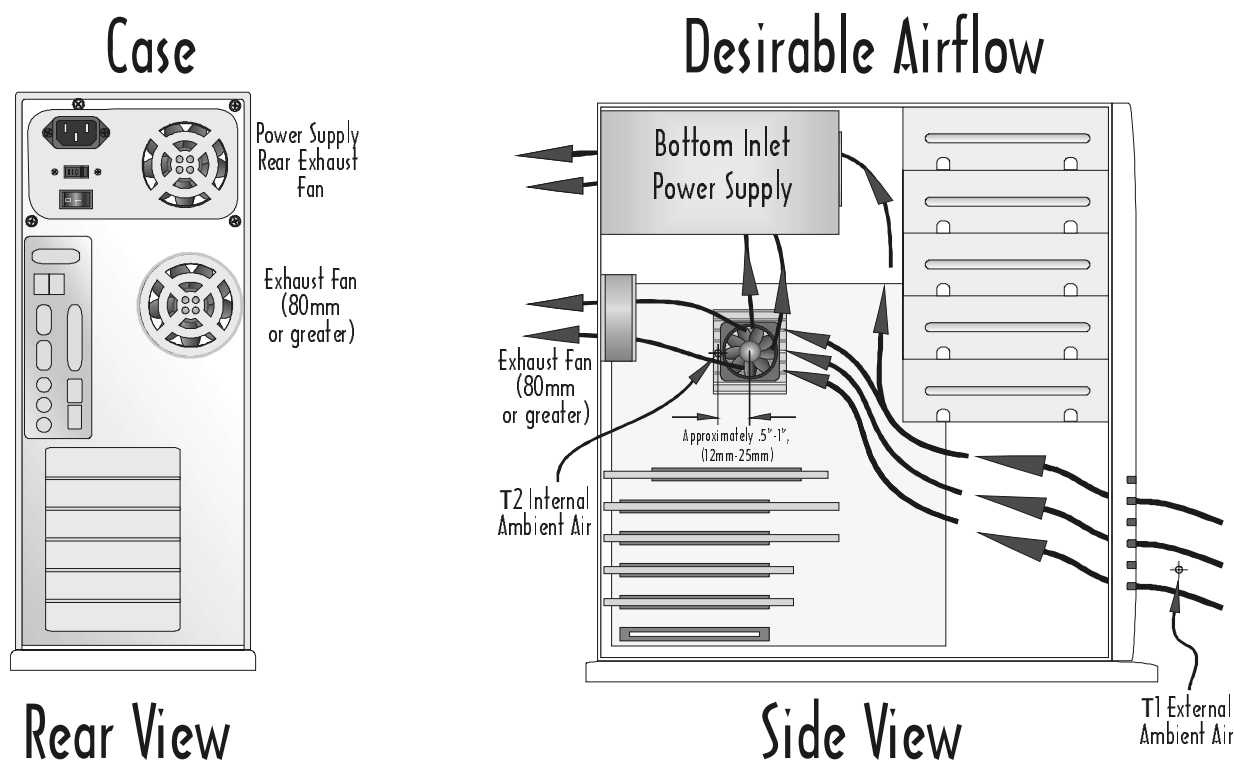 Case
Desirable Airflow
Power Supply
Rear Exhaust
Fan
Exhaust Fan
(80mm
or greater)
Bottom Inlet
Power Supply
Exhaust Fan
(80mm
or greater)
Approximately .5"-1",
(12mm-25mm)
T2 Internal
Ambient Air
T1 External
Ambient Air
Rear View
Side View